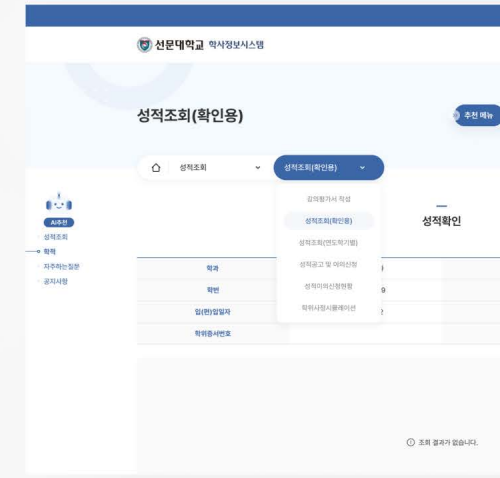 선문대학교 학사정보시스템
성적조회(확인용)
추천 메뉴
성적조회
성적조회(확인용)
강의평가서 작성
성적조회(확인용)
성적조회(연도학기별)
성적공고 및 이의신청
성적이의신청현황
학위사정시뮬레이션
AI추천
성적조회
학적
자주하는질문
공지사항
성적확인
학과
학번
9
입(편)입일자
2
학위증서번호
조회 결과가 없습니다.